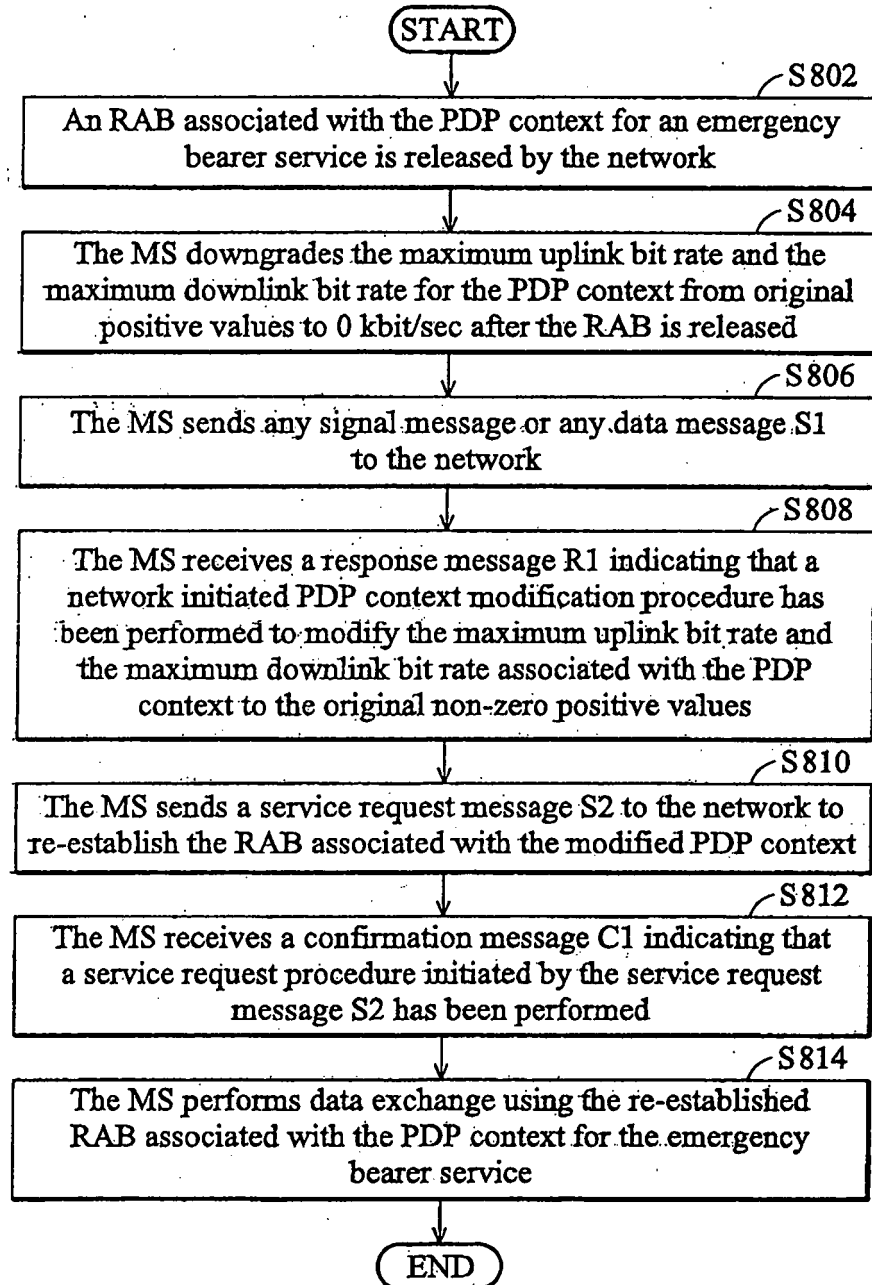 START
S802
An RAB associated with the PDP context for an emergency
bearer service is released by the network
S804
The MS downgrades the maximum uplink bit rate and the
maximum downlink bit rate for the PDP context from original
positive values to 0 kbit/sec after the RAB is released
S806
The MS sends any signal message or any data message S1
to the network
S808
The MS receives a response message R1 indicating that a
network initiated PDP context modification procedure has
been performed to modify the maximum uplink bit rate and
the maximum downlink bit rate associated with the PDP
context to the original non-zero positive values
S810
The MS sends a service request message S2 to the network to
re-establish the RAB associated with the modified PDP context
S812
The MS receives a confirmation message C1 indicating that
a service request procedure initiated by the service request
message S2 has been performed
S814
The MS performs data exchange using the re-established
RAB associated with the PDP context for the emergency
bearer service
END